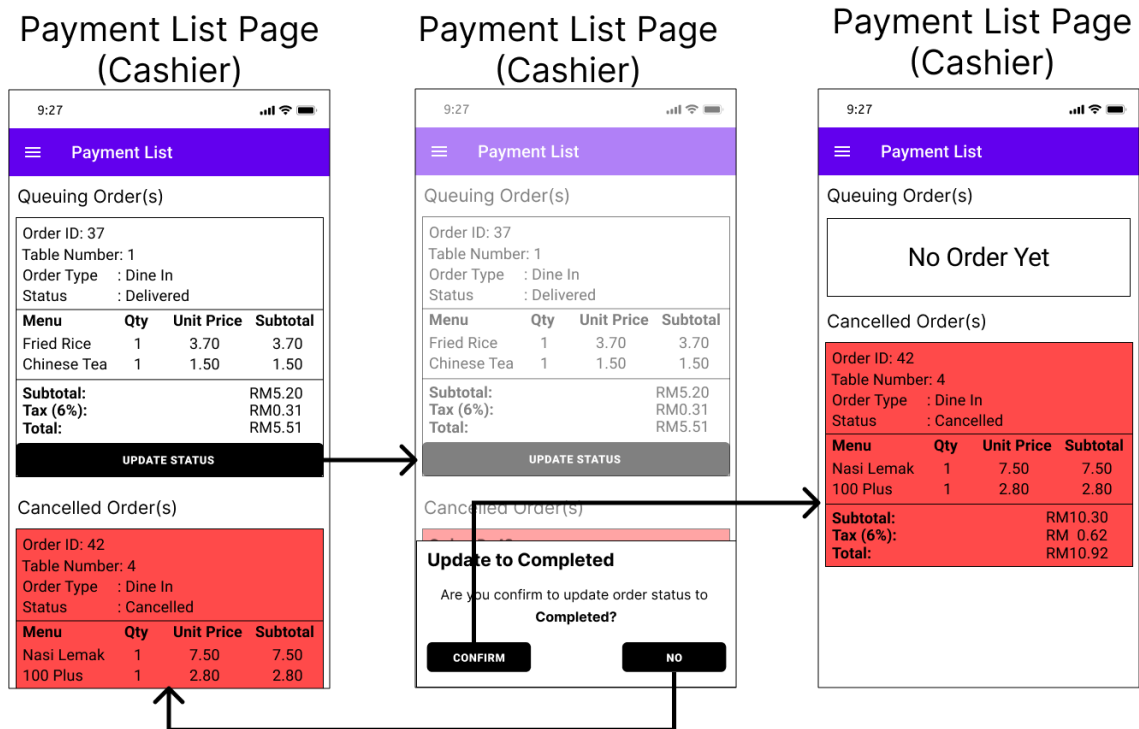 Payment List Page
(Cashier)
9:27
Payment List
Queuing Order(s)
Order ID: 37
Table Number: 1
Order Type : Dine In
Status : Delivered
Menu Qty Unit Price Subtotal
Fried Rice 1 3.70 3.70
Chinese Tea 1 1.50 1.50
Subtotal: RM5.20
Tax (6%): RM0.31
Total: RM5.51
UPDATE STATUS
Cancelled Order(s)
Order ID: 42
Table Number: 4
Order Type : Dine In
Status : Cancelled
Menu Qty Unit Price Subtotal
Nasi Lemak 1 7.50 7.50
100 Plus 1 2.80 2.80
Payment List Page
(Cashier)
9:27
Payment List
Queuing Order(s)
Order ID: 37
Table Number: 1
Order Type : Dine In
Status : Delivered
Menu Qty Unit Price Subtotal
Fried Rice 1 3.70 3.70
Chinese Tea 1 1.50 1.50
Subtotal: RM5.20
Tax (6%): RM0.31
Total: RM5.51
UPDATE STATUS
Cancelled Order(s)
Update to Completed
Are you confirm to update order status to
Completed?
CONFIRM NO
Payment List Page
(Cashier)
9:27
Payment List
Queuing Order(s)
No Order Yet
Cancelled Order(s)
Order ID: 42
Table Number: 4
Order Type : Dine In
Status : Cancelled
Menu Qty Unit Price Subtotal
Nasi Lemak 1 7.50 7.50
100 Plus 1 2.80 2.80
Subtotal: RM10.30
Tax (6%): RM 0.62
Total: RM10.92